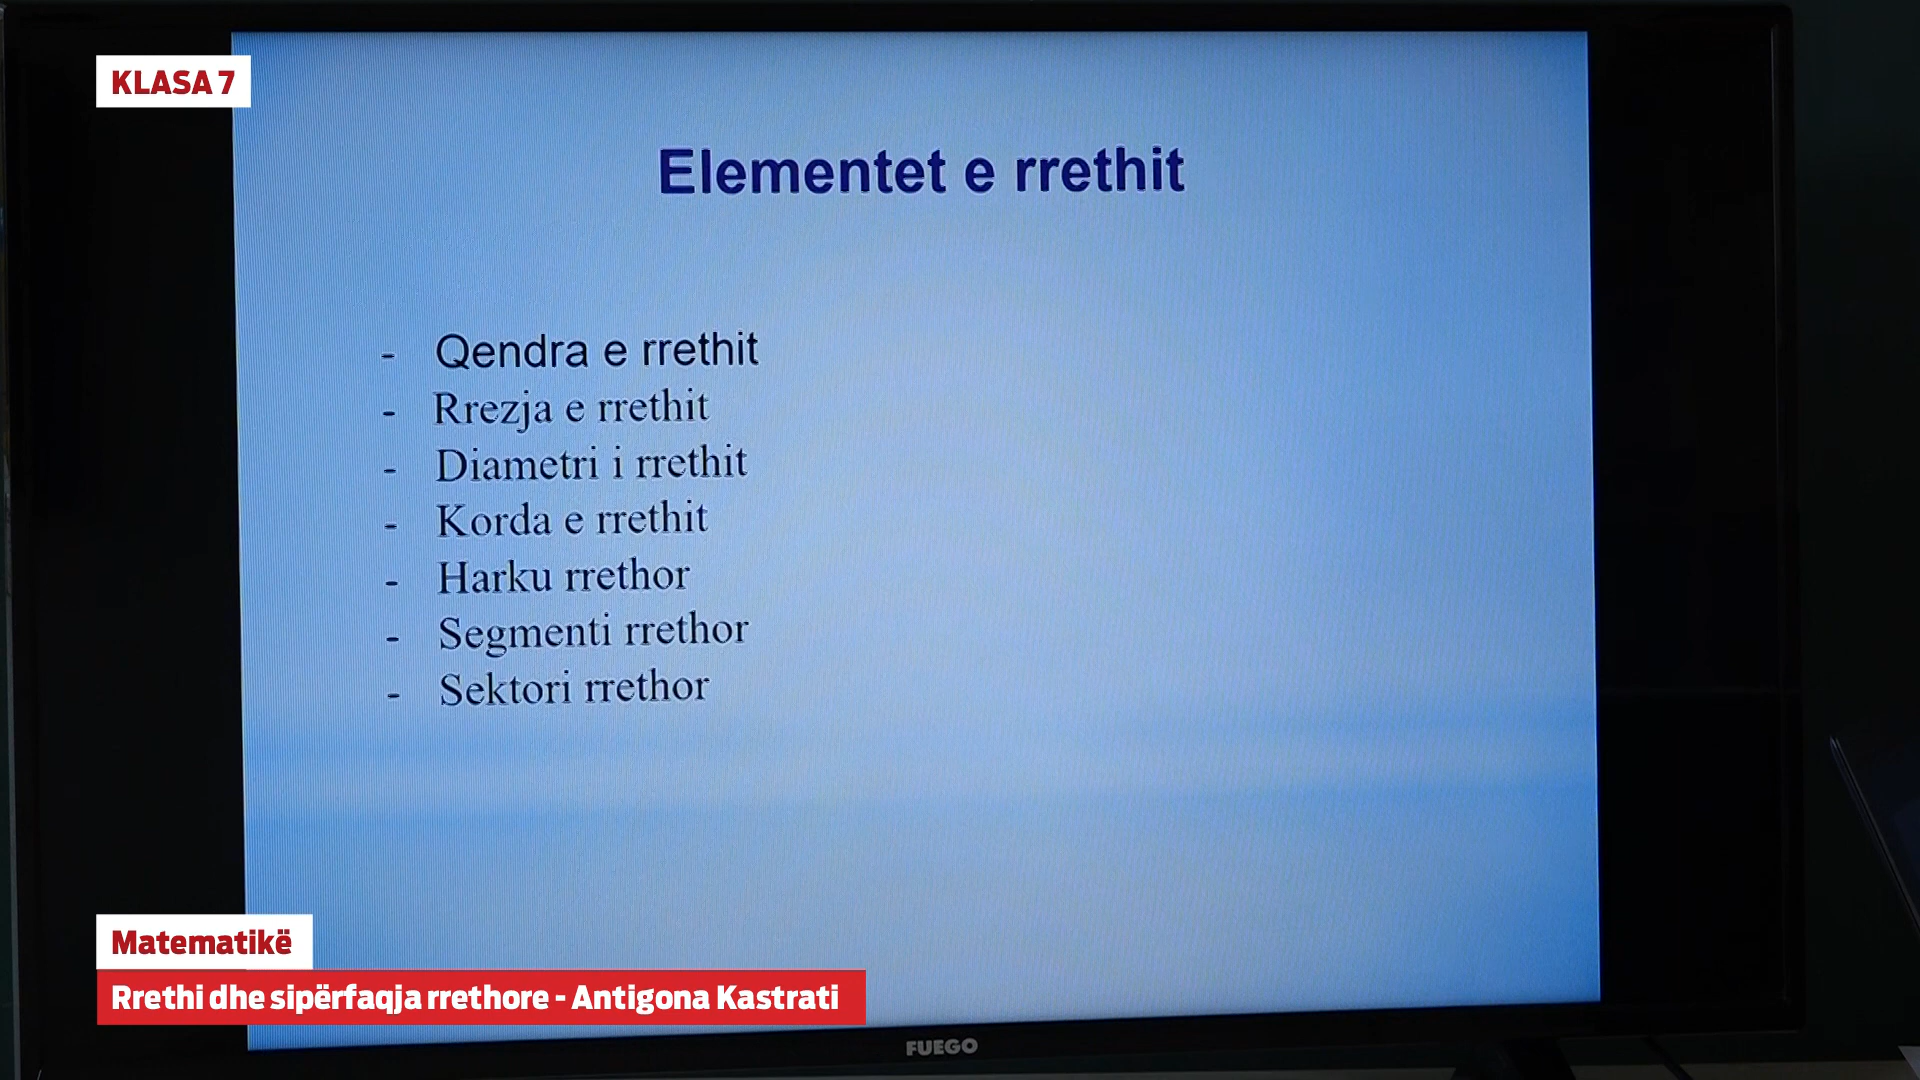 KLASA 7
Elementet e rrethit
- Qendra e rrethit
- Rrezja e rrethit
- Diametri i rrethit
- Korda e rrethit
- Harku rrethor
- Segmenti rrethor
- Sektori rrethor
Matematikë
Rrethi dhe sipërfaqja rrethore - Antigona Kastrati
FUEGO